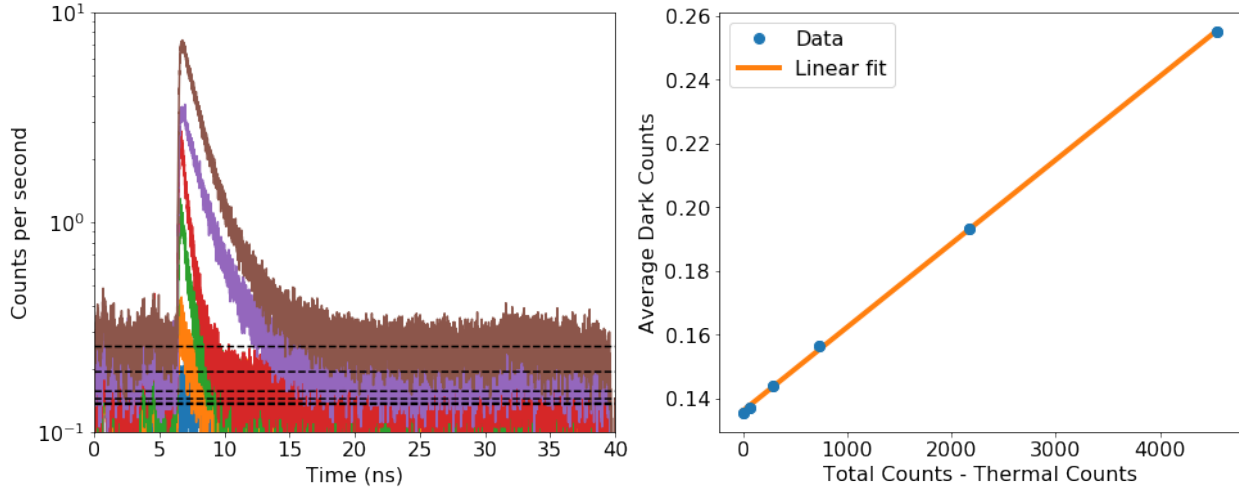 10¹
10⁰
10⁻¹
Counts per second
0 5 10 15 20 25 30 35 40
Time (ns)
0.26
0.24
0.22
0.20
0.18
0.16
0.14
Average Dark Counts
Data
Linear fit
0 1000 2000 3000 4000
Total Counts - Thermal Counts